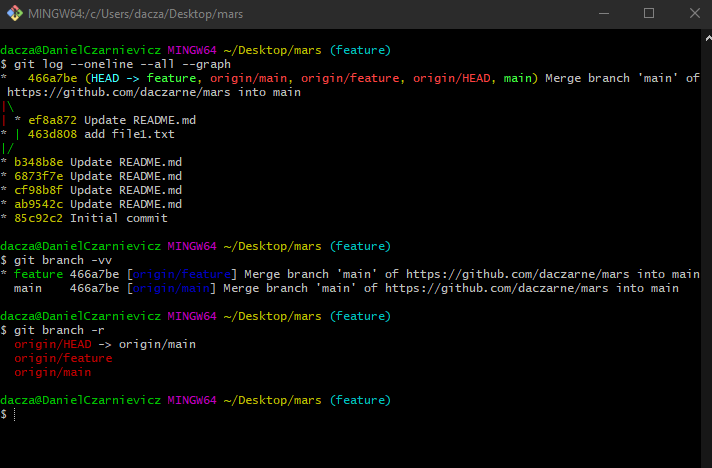 MINGW64:/c/Users/dacza/Desktop/mars
dacza@DanielCzarnievicz MINGW64 ~/Desktop/mars (feature)
$ git log --oneline --all --graph
*   466a7be (HEAD -> feature, origin/main, origin/feature, origin/HEAD, main) Merge branch 'main' of
 https://github.com/daczarne/mars into main
|\
| * ef8a872 Update README.md
* | 463d808 add file1.txt
|/
* b348b8e Update README.md
* 6873f7e Update README.md
* cf98b8f Update README.md
* ab9542c Update README.md
* 85c92c2 Initial commit
dacza@DanielCzarnievicz MINGW64 ~/Desktop/mars (feature)
$ git branch -vv
* feature 466a7be [origin/feature] Merge branch 'main' of https://github.com/daczarne/mars into main
  main    466a7be [origin/main] Merge branch 'main' of https://github.com/daczarne/mars into main
dacza@DanielCzarnievicz MINGW64 ~/Desktop/mars (feature)
$ git branch -r
  origin/HEAD -> origin/main
  origin/feature
  origin/main
dacza@DanielCzarnievicz MINGW64 ~/Desktop/mars (feature)
$